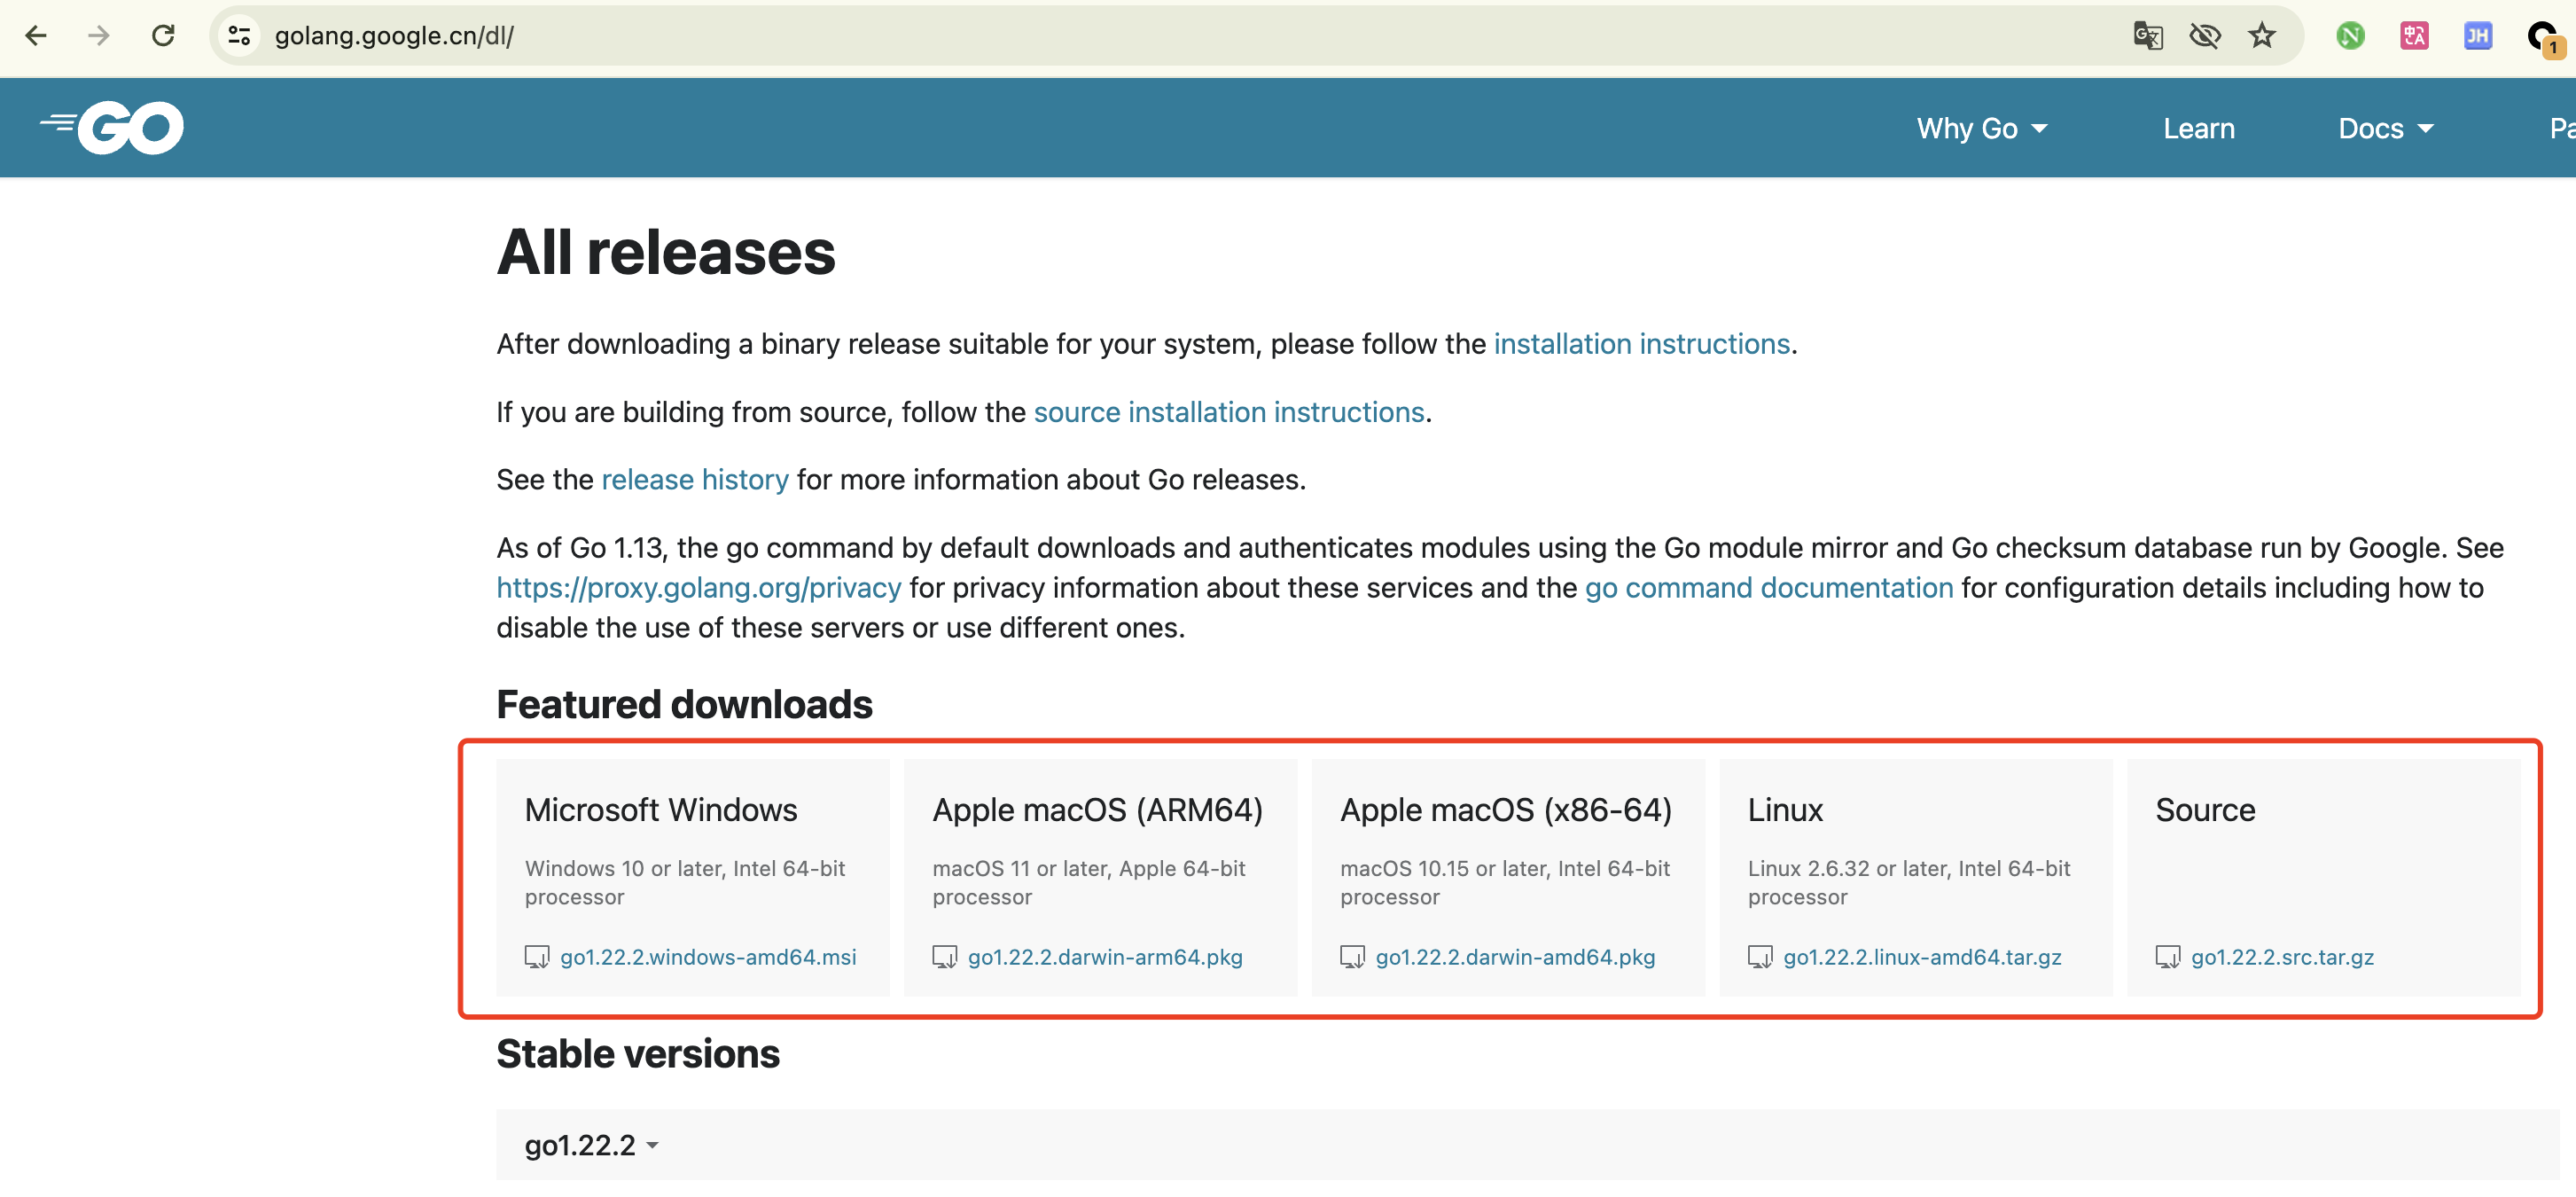 golang.google.cn/dl/
JH
1
GO
Why Go
Learn
Docs
All releases
After downloading a binary release suitable for your system, please follow the installation instructions.
If you are building from source, follow the source installation instructions.
See the release history for more information about Go releases.
As of Go 1.13, the go command by default downloads and authenticates modules using the Go module mirror and Go checksum database run by Google. See
https://proxy.golang.org/privacy for privacy information about these services and the go command documentation for configuration details including how to
disable the use of these servers or use different ones.
Featured downloads
Microsoft Windows
Windows 10 or later, Intel 64-bit
processor
go1.22.2.windows-amd64.msi
Apple macOS (ARM64)
macOS 11 or later, Apple 64-bit
processor
go1.22.2.darwin-arm64.pkg
Apple macOS (x86-64)
macOS 10.15 or later, Intel 64-bit
processor
go1.22.2.darwin-amd64.pkg
Linux
Linux 2.6.32 or later, Intel 64-bit
processor
go1.22.2.linux-amd64.tar.gz
Source
go1.22.2.src.tar.gz
Stable versions
go1.22.2